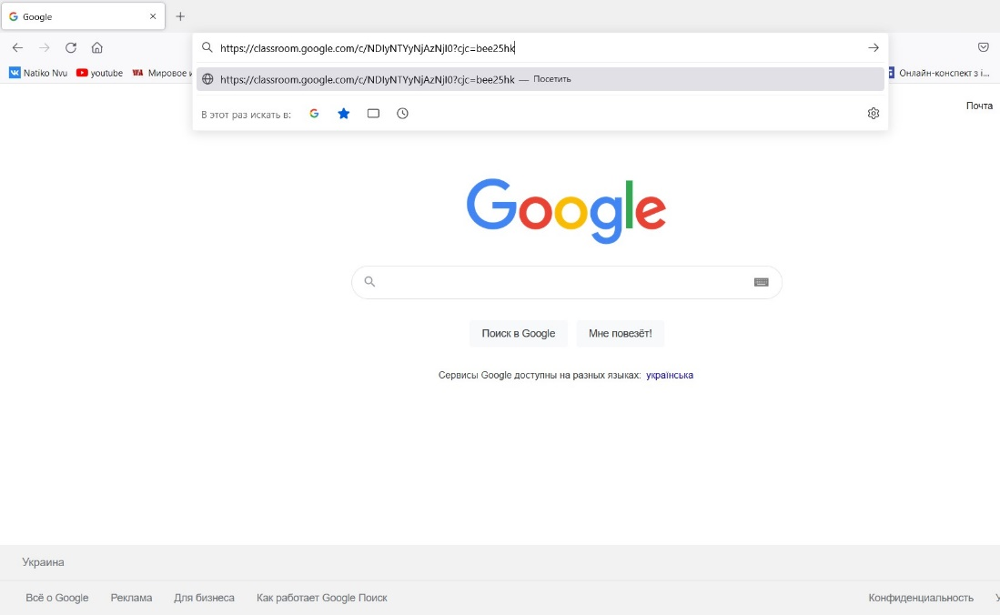 Google
https://classroom.google.com/c/NDIyNTYyNjAzNjI0?cjc=bee25hk
Natiko Nvu youtube WA Мировое
https://classroom.google.com/c/NDIyNTYyNjAzNjI0?cjc=bee25hk — Посетить
Онлайн-конспект з і...
В этот раз искать в:
Почта
Google
Поиск в Google Мне повезёт!
Сервисы Google доступны на разных языках: українська
Украина
Всё о Google Реклама Для бизнеса Как работает Google Поиск Конфиденциальность